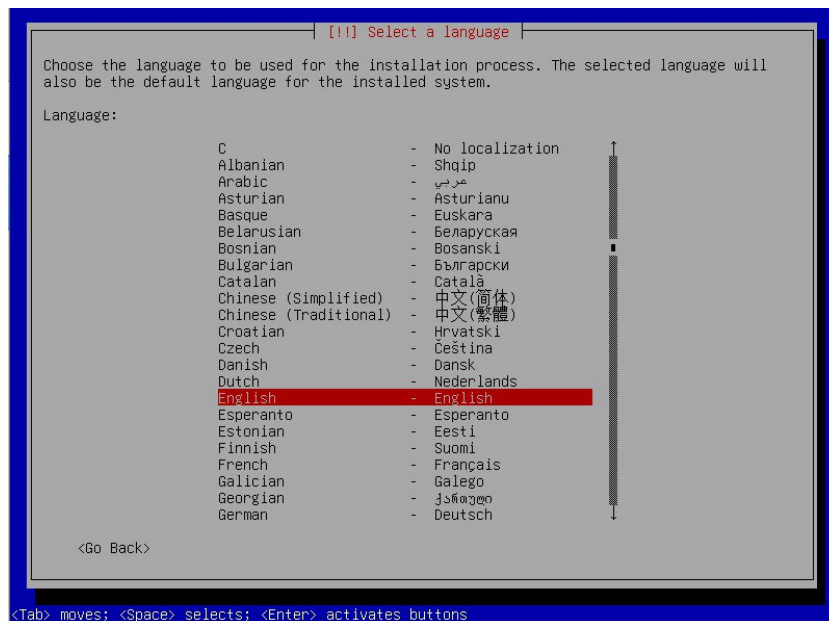 [!!] Select a language
Choose the language to be used for the installation process. The selected language will
also be the default language for the installed system.
Language:
C - No localization
Albanian - Shqip
Arabic - عربي
Asturian - Asturianu
Basque - Euskara
Belarusian - Беларуская
Bosnian - Bosanski
Bulgarian - Български
Catalan - Català
Chinese (Simplified) - 中文(简体)
Chinese (Traditional) - 中文(繁體)
Croatian - Hrvatski
Czech - Čeština
Danish - Dansk
Dutch - Nederlands
English - English
Esperanto - Esperanto
Estonian - Eesti
Finnish - Suomi
French - Français
Galician - Galego
Georgian - ქართული
German - Deutsch
<Go Back>
<Tab> moves; <Space> selects; <Enter> activates buttons